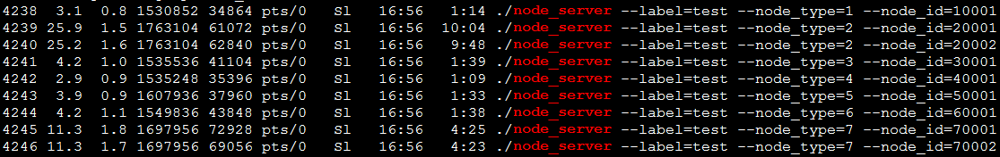 4238 3.1 0.8 1530852 34864 pts/0 Sl 16:56 1:14 ./node_server --label=test --node_type=1 --node_id=10001
4239 25.9 1.5 1763104 61072 pts/0 Sl 16:56 10:04 ./node_server --label=test --node_type=2 --node_id=20001
4240 25.2 1.6 1763104 62840 pts/0 Sl 16:56 9:48 ./node_server --label=test --node_type=2 --node_id=20002
4241 4.2 1.0 1535536 41104 pts/0 Sl 16:56 1:39 ./node_server --label=test --node_type=3 --node_id=30001
4242 2.9 0.9 1535248 35396 pts/0 Sl 16:56 1:09 ./node_server --label=test --node_type=4 --node_id=40001
4243 3.9 0.9 1607936 37960 pts/0 Sl 16:56 1:33 ./node_server --label=test --node_type=5 --node_id=50001
4244 4.2 1.1 1549836 43848 pts/0 Sl 16:56 1:38 ./node_server --label=test --node_type=6 --node_id=60001
4245 11.3 1.8 1697956 72928 pts/0 Sl 16:56 4:25 ./node_server --label=test --node_type=7 --node_id=70001
4246 11.3 1.7 1697956 69056 pts/0 Sl 16:56 4:23 ./node_server --label=test --node_type=7 --node_id=70002